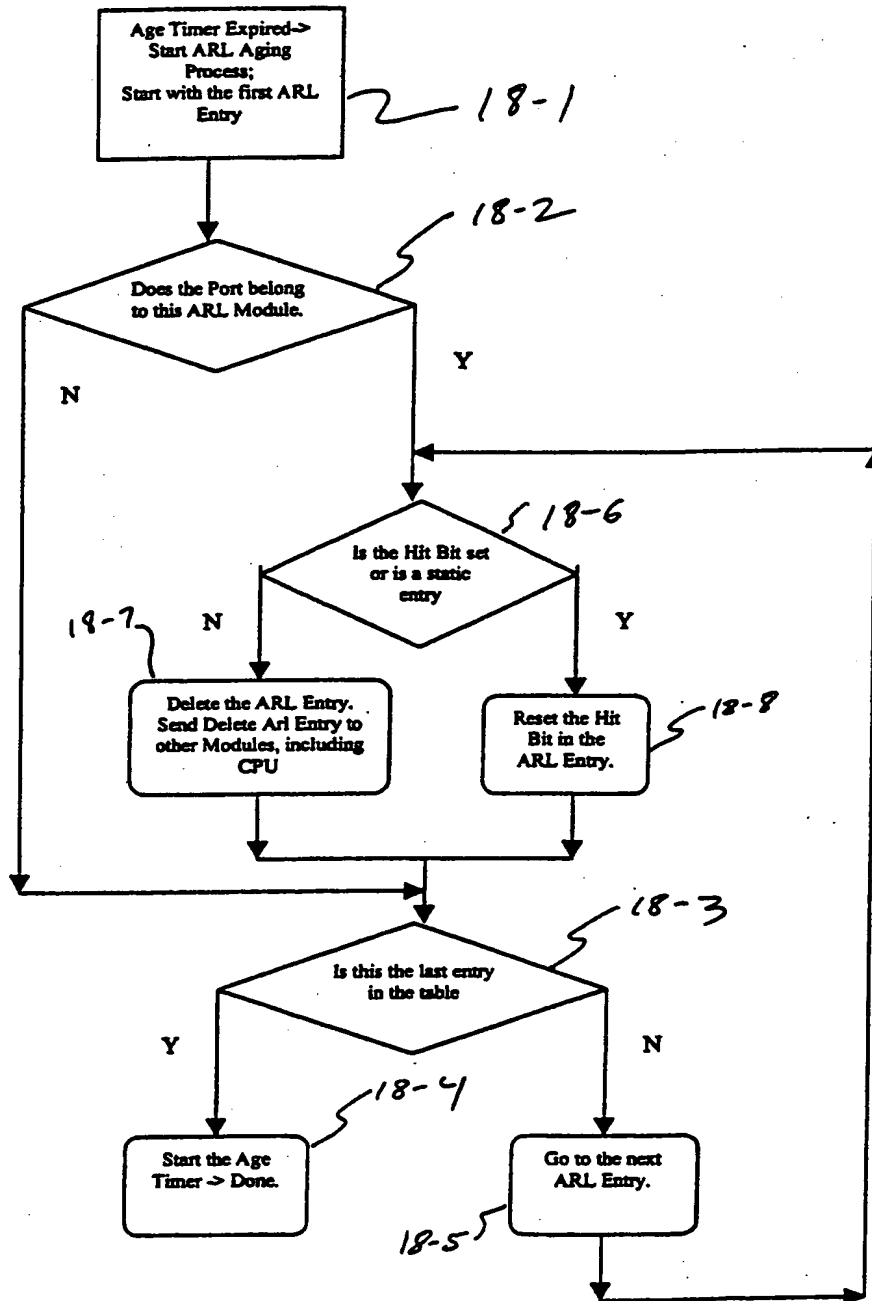 Age Timer Expired->
Start ARL Aging
Process;
Start with the first ARL
Entry
18-1
18-2
Does the Port belong
to this ARL Module.
N
Y
18-6
Is the Hit Bit set
or is a static
entry
18-7
N
Y
Delete the ARL Entry.
Send Delete Arl Entry to
other Modules, including
CPU
Reset the Hit
Bit in the
ARL Entry.
18-8
18-3
Is this the last entry
in the table
Y
N
18-4
Start the Age
Timer -> Done.
Go to the next
ARL Entry.
18-5